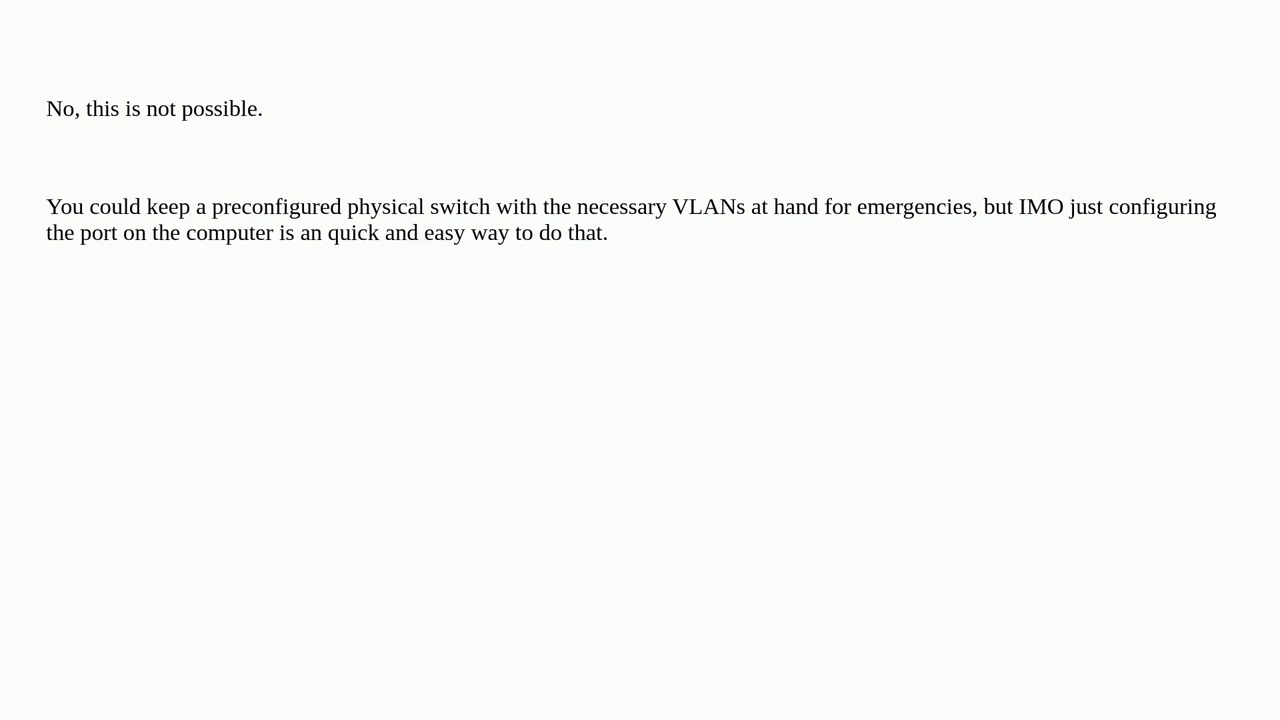 No, this is not possible.
You could keep a preconfigured physical switch with the necessary VLANs at hand for emergencies, but IMO just configuring
the port on the computer is an quick and easy way to do that.